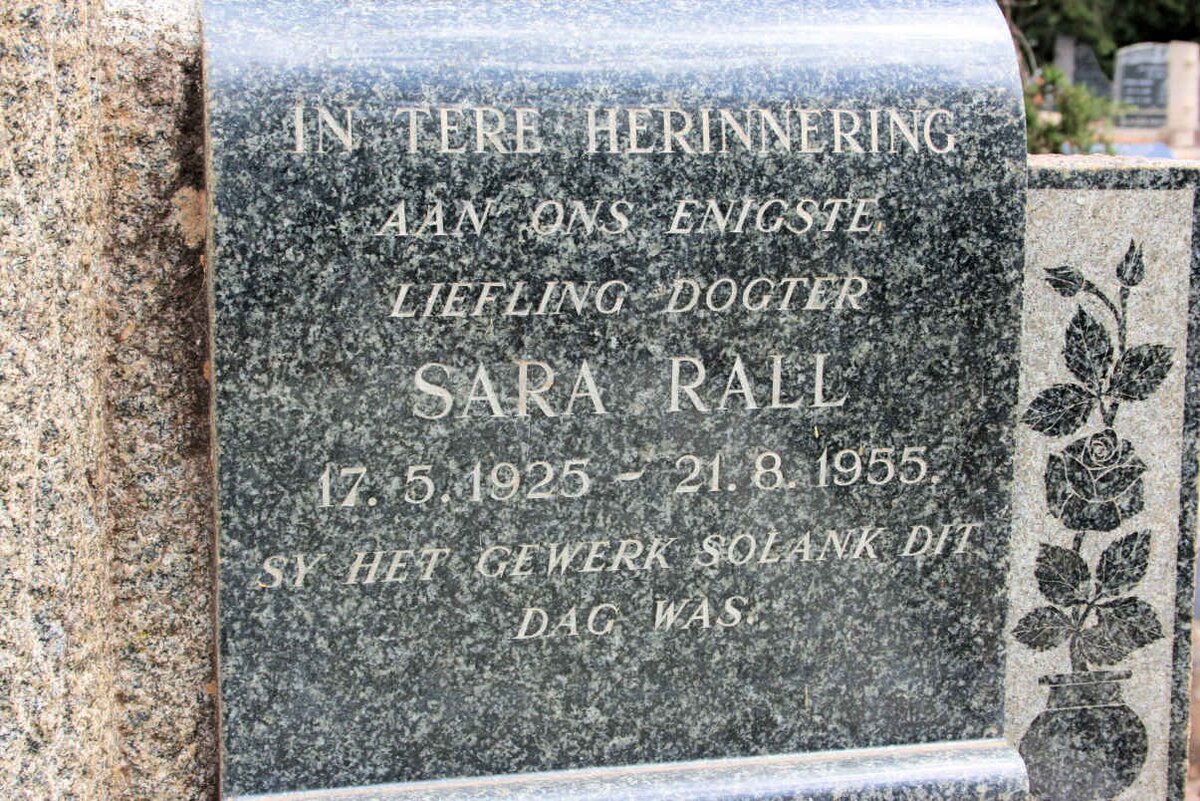 IN TERE HERINNERING
AAN ONS ENIGSTE
LIEFLING DOGTER
SARA RALL
17. 5. 1925 – 21. 8. 1955.
SY HET GEWERK SOLANK DIT
DAG WAS.